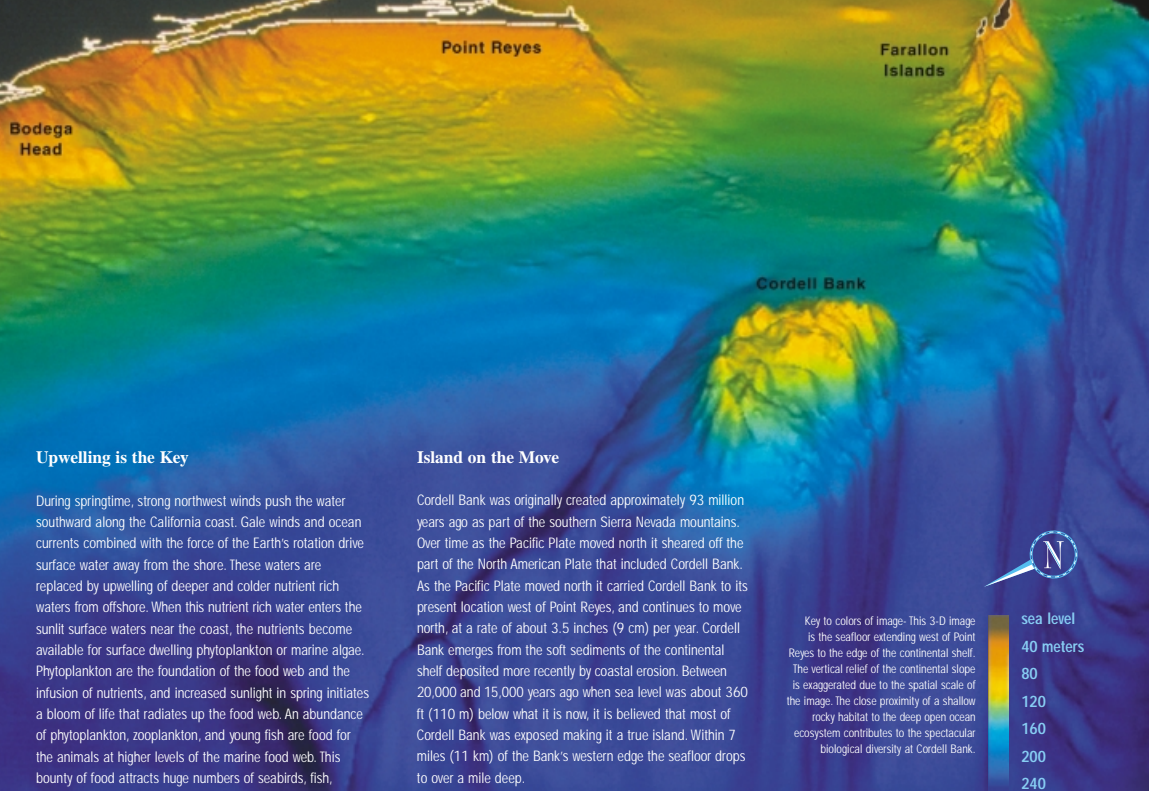 Point Reyes
Farallon
Islands
Bodega
Head
Cordell Bank
Upwelling is the Key
During springtime, strong northwest winds push the water
southward along the California coast. Gale winds and ocean
currents combined with the force of the Earth's rotation drive
surface water away from the shore. These waters are
replaced by upwelling of deeper and colder nutrient rich
waters from offshore. When this nutrient rich water enters the
sunlit surface waters near the coast, the nutrients become
available for surface dwelling phytoplankton or marine algae.
Phytoplankton are the foundation of the food web and the
infusion of nutrients, and increased sunlight in spring initiates
a bloom of life that radiates up the food web. An abundance
of phytoplankton, zooplankton, and young fish are food for
the animals at higher levels of the marine food web. This
bounty of food attracts huge numbers of seabirds, fish,
Island on the Move
Cordell Bank was originally created approximately 93 million
years ago as part of the southern Sierra Nevada mountains.
Over time as the Pacific Plate moved north it sheared off the
part of the North American Plate that included Cordell Bank.
As the Pacific Plate moved north it carried Cordell Bank to its
present location west of Point Reyes, and continues to move
north, at a rate of about 3.5 inches (9 cm) per year. Cordell
Bank emerges from the soft sediments of the continental
shelf deposited more recently by coastal erosion. Between
20,000 and 15,000 years ago when sea level was about 360
ft (110 m) below what it is now, it is believed that most of
Cordell Bank was exposed making it a true island. Within 7
miles (11 km) of the Bank's western edge the seafloor drops
to over a mile deep.
N
Key to colors of image- This 3-D image
is the seafloor extending west of Point
Reyes to the edge of the continental shelf.
The vertical relief of the continental slope
is exaggerated due to the spatial scale of
the image. The close proximity of a shallow
rocky habitat to the deep open ocean
ecosystem contributes to the spectacular
biological diversity at Cordell Bank.
sea level
40 meters
80
120
160
200
240